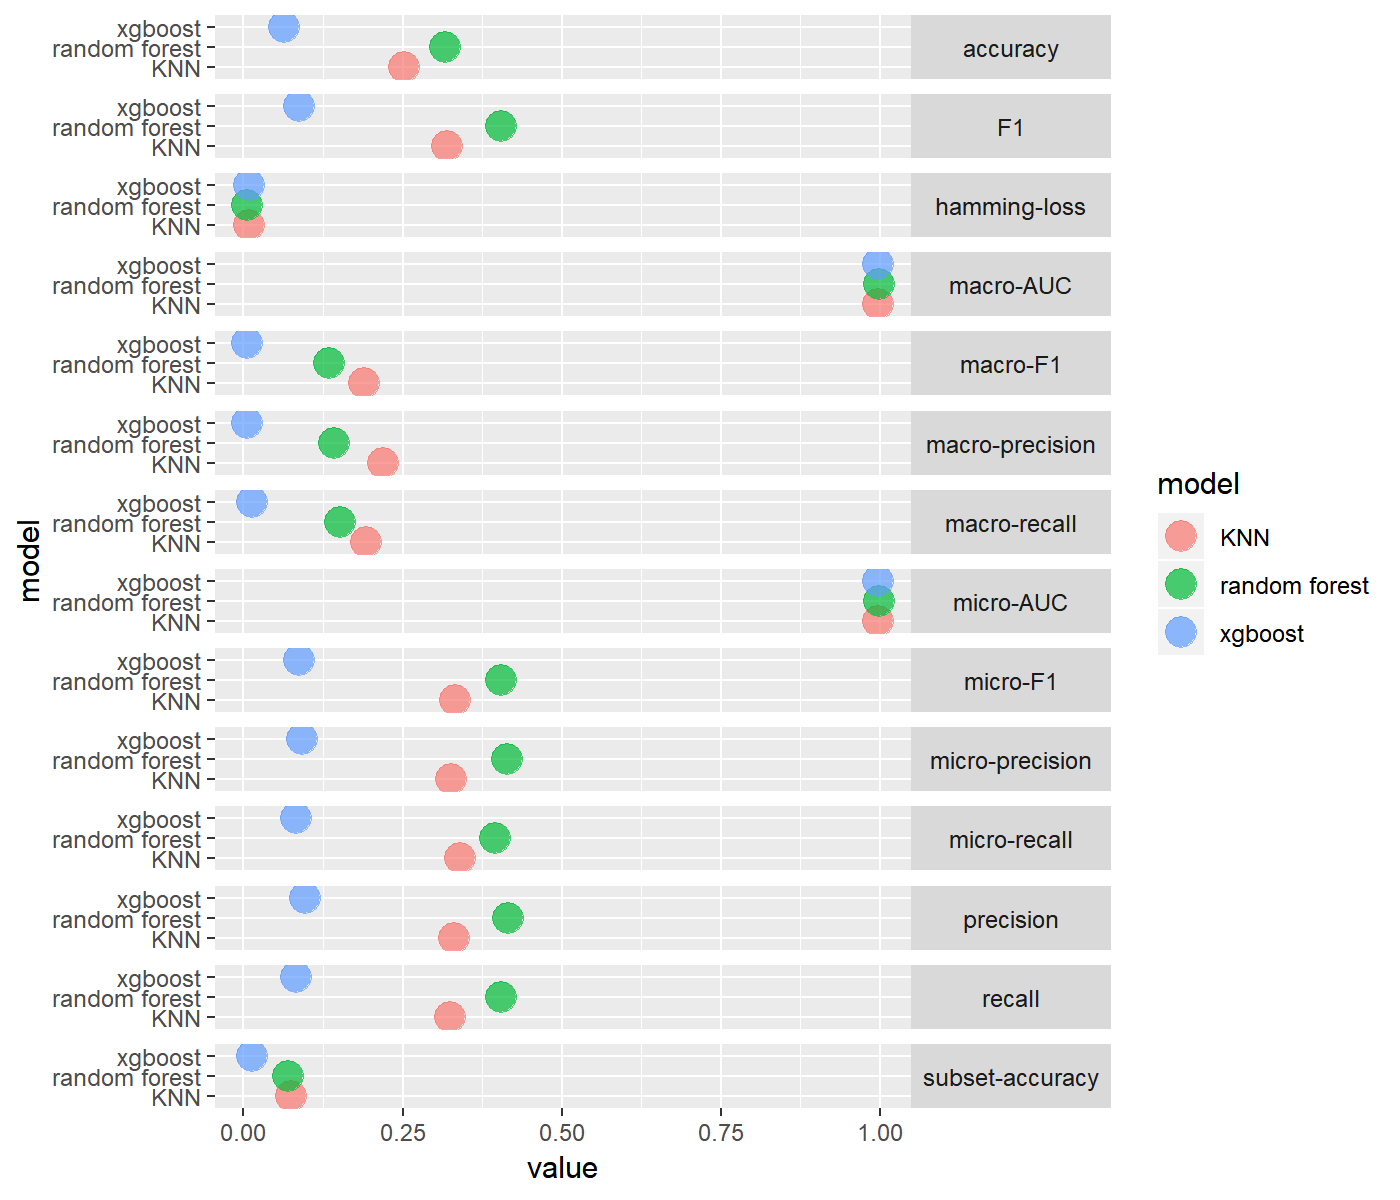 xgboost
random forest
KNN
accuracy
xgboost
random forest
KNN
F1
xgboost
random forest
KNN
hamming-loss
xgboost
random forest
KNN
macro-AUC
xgboost
random forest
KNN
macro-F1
xgboost
random forest
KNN
macro-precision
xgboost
random forest
KNN
macro-recall
xgboost
random forest
KNN
micro-AUC
xgboost
random forest
KNN
micro-F1
xgboost
random forest
KNN
micro-precision
xgboost
random forest
KNN
micro-recall
xgboost
random forest
KNN
precision
xgboost
random forest
KNN
recall
xgboost
random forest
KNN
subset-accuracy
0.00 0.25 0.50 0.75 1.00
value
model
model
KNN
random forest
xgboost